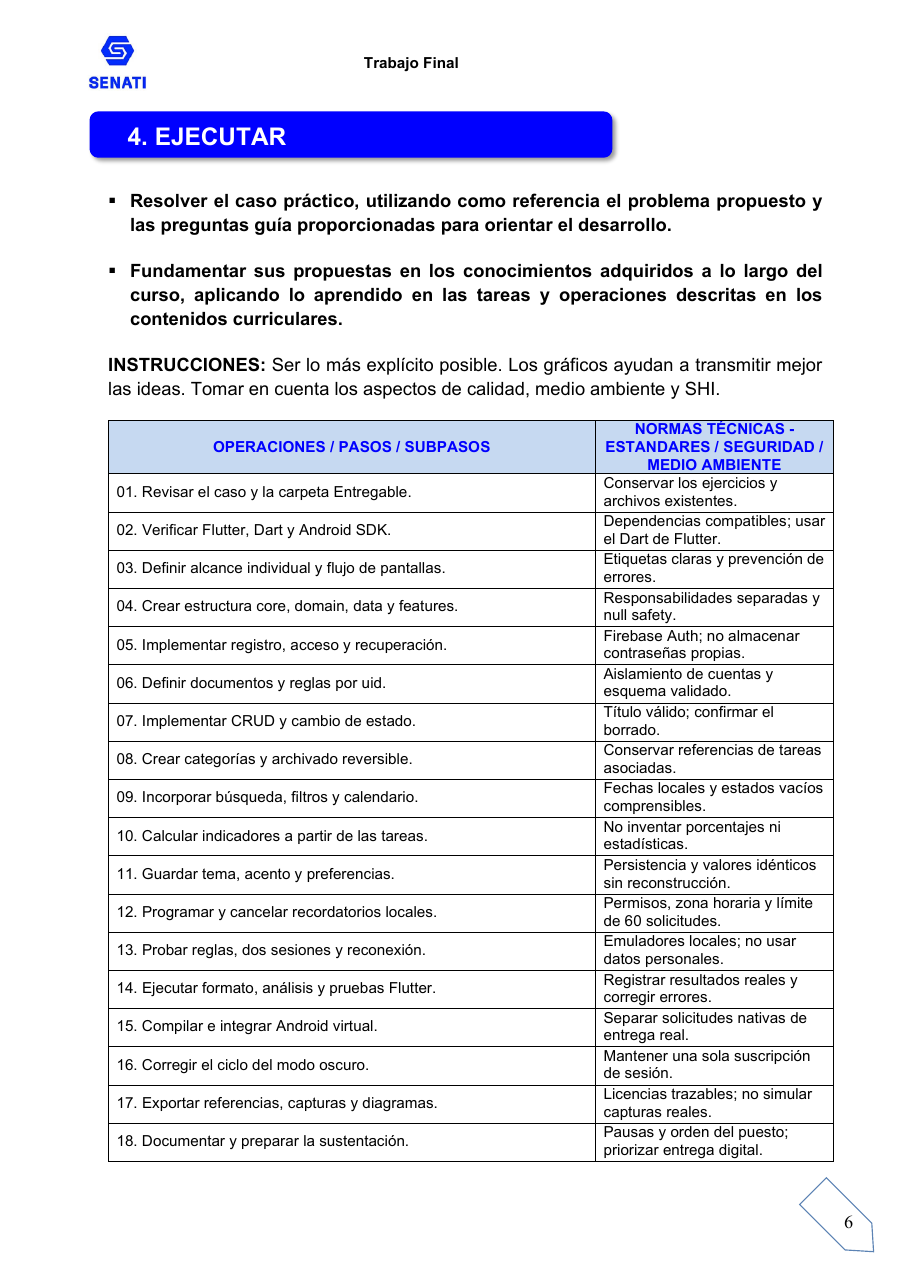 SENATI
Trabajo Final
4. EJECUTAR
▪ Resolver el caso práctico, utilizando como referencia el problema propuesto y
las preguntas guía proporcionadas para orientar el desarrollo.
▪ Fundamentar sus propuestas en los conocimientos adquiridos a lo largo del
curso, aplicando lo aprendido en las tareas y operaciones descritas en los
contenidos curriculares.
INSTRUCCIONES: Ser lo más explícito posible. Los gráficos ayudan a transmitir mejor
las ideas. Tomar en cuenta los aspectos de calidad, medio ambiente y SHI.
OPERACIONES / PASOS / SUBPASOS
NORMAS TÉCNICAS -
ESTANDARES / SEGURIDAD /
MEDIO AMBIENTE
01. Revisar el caso y la carpeta Entregable.
Conservar los ejercicios y
archivos existentes.
02. Verificar Flutter, Dart y Android SDK.
Dependencias compatibles; usar
el Dart de Flutter.
03. Definir alcance individual y flujo de pantallas.
Etiquetas claras y prevención de
errores.
04. Crear estructura core, domain, data y features.
Responsabilidades separadas y
null safety.
05. Implementar registro, acceso y recuperación.
Firebase Auth; no almacenar
contraseñas propias.
06. Definir documentos y reglas por uid.
Aislamiento de cuentas y
esquema validado.
07. Implementar CRUD y cambio de estado.
Título válido; confirmar el
borrado.
08. Crear categorías y archivado reversible.
Conservar referencias de tareas
asociadas.
09. Incorporar búsqueda, filtros y calendario.
Fechas locales y estados vacíos
comprensibles.
10. Calcular indicadores a partir de las tareas.
No inventar porcentajes ni
estadísticas.
11. Guardar tema, acento y preferencias.
Persistencia y valores idénticos
sin reconstrucción.
12. Programar y cancelar recordatorios locales.
Permisos, zona horaria y límite
de 60 solicitudes.
13. Probar reglas, dos sesiones y reconexión.
Emuladores locales; no usar
datos personales.
14. Ejecutar formato, análisis y pruebas Flutter.
Registrar resultados reales y
corregir errores.
15. Compilar e integrar Android virtual.
Separar solicitudes nativas de
entrega real.
16. Corregir el ciclo del modo oscuro.
Mantener una sola suscripción
de sesión.
17. Exportar referencias, capturas y diagramas.
Licencias trazables; no simular
capturas reales.
18. Documentar y preparar la sustentación.
Pausas y orden del puesto;
priorizar entrega digital.
6